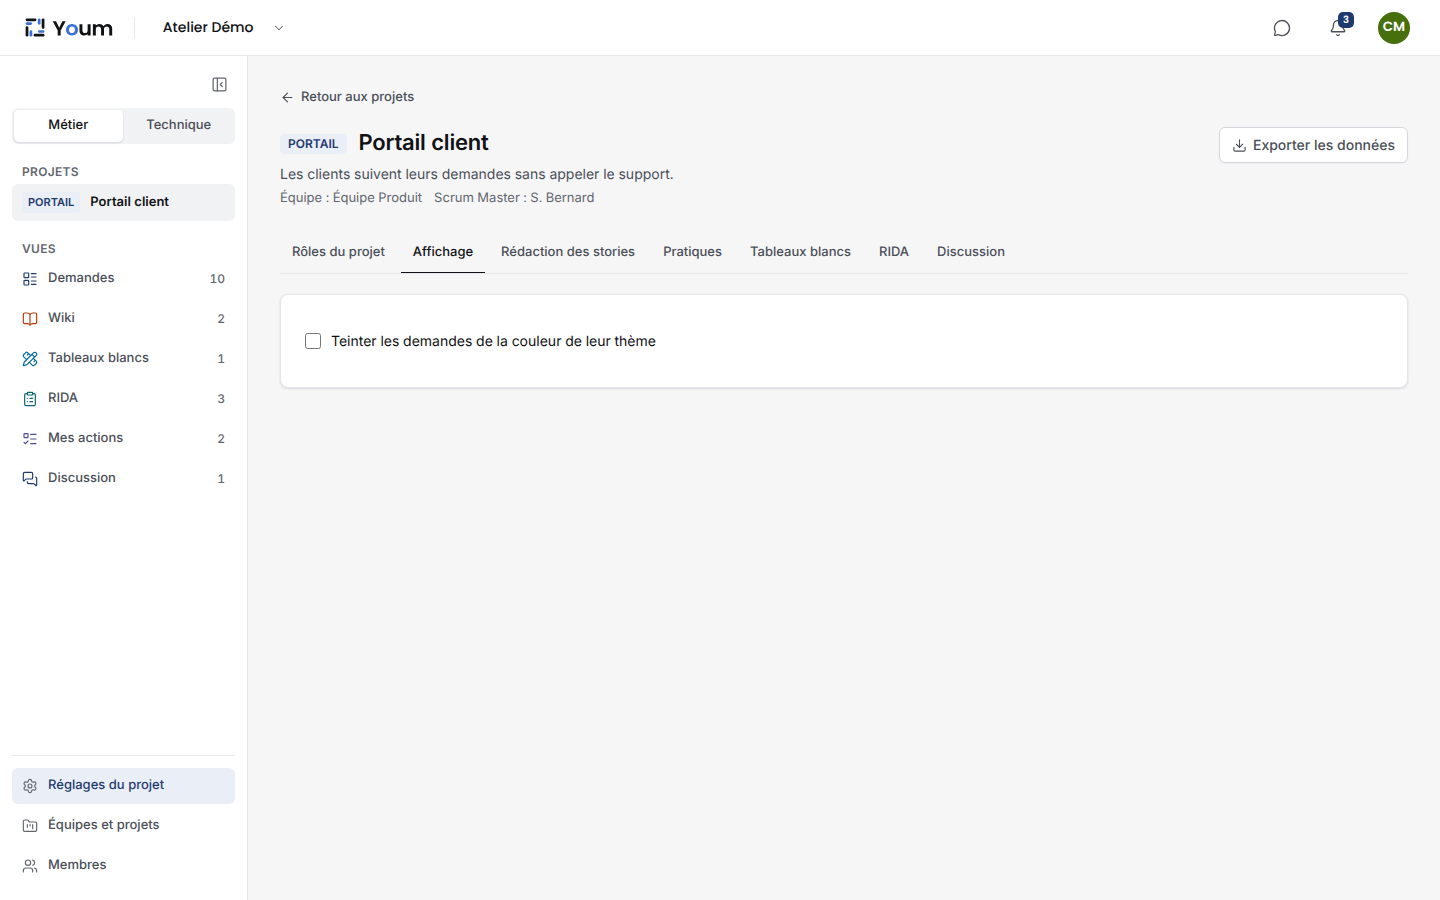 Youm
Atelier Démo
3
CM
Métier
Technique
PROJETS
PORTAIL Portail client
VUES
Demandes 10
Wiki 2
Tableaux blancs 1
RIDA 3
Mes actions 2
Discussion 1
Réglages du projet
Équipes et projets
Membres
Retour aux projets
PORTAIL Portail client
Exporter les données
Les clients suivent leurs demandes sans appeler le support.
Équipe : Équipe Produit Scrum Master : S. Bernard
Rôles du projet Affichage Rédaction des stories Pratiques Tableaux blancs RIDA Discussion
Teinter les demandes de la couleur de leur thème